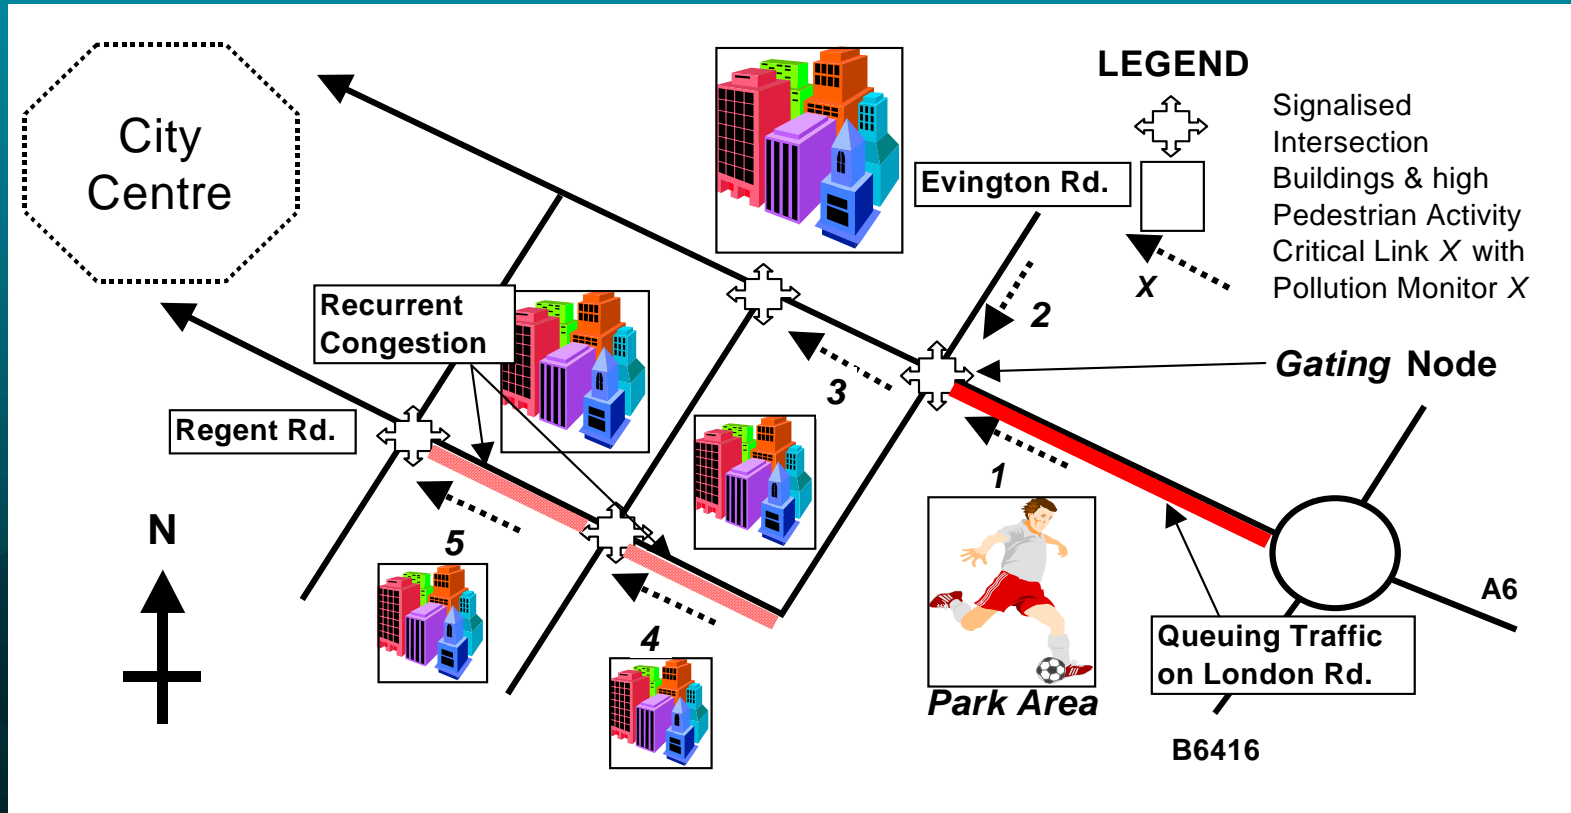 City
Centre
LEGEND
Signalised
Intersection
Buildings & high
Pedestrian Activity
Critical Link X with
Pollution Monitor X
X
Evington Rd.
2
Recurrent
Congestion
3
Gating Node
Regent Rd.
1
N
5
4
A6
Queuing Traffic
on London Rd.
Park Area
B6416